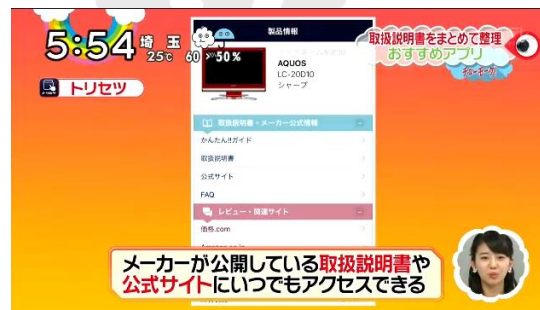 5:54
埼玉
25℃
60
50%
製品情報
取扱説明書をまとめて整理
おすすめアプリ
トリセツ
AQUOS
LC-20D10
シャープ
取扱説明書・メーカー公式情報
かんたん!!ガイド
取扱説明書
公式サイト
FAQ
レビュー・関連サイト
価格.com
メーカーが公開している取扱説明書や
公式サイトにいつでもアクセスできる